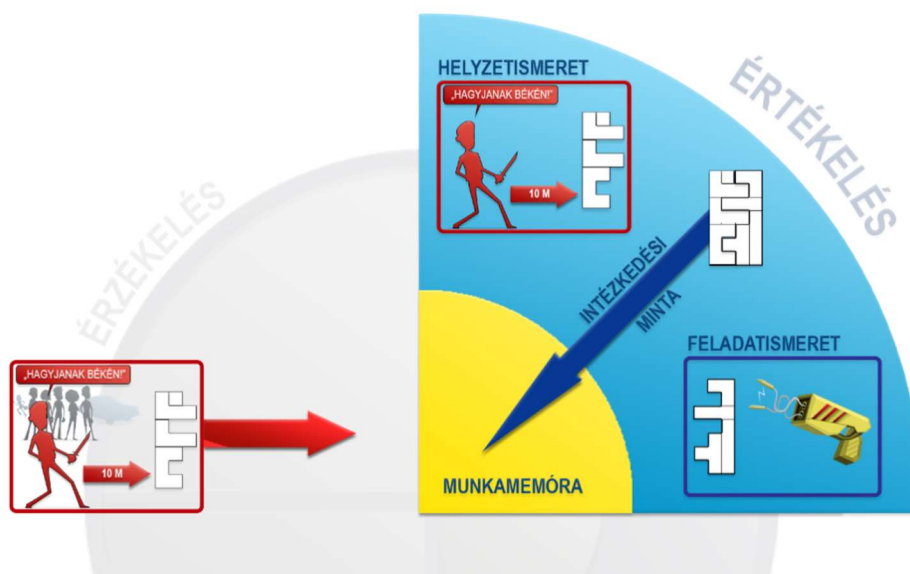 HELYZETISMERET
„HAGYJANAK BÉKÉN!”
10 M
ÉRTÉKELÉS
INTÉZKEDÉSI
MINTA
FELADATISMERET
MUNKAMEMÓRA
ÉRZÉKELÉS
„HAGYJANAK BÉKÉN!”
10 M